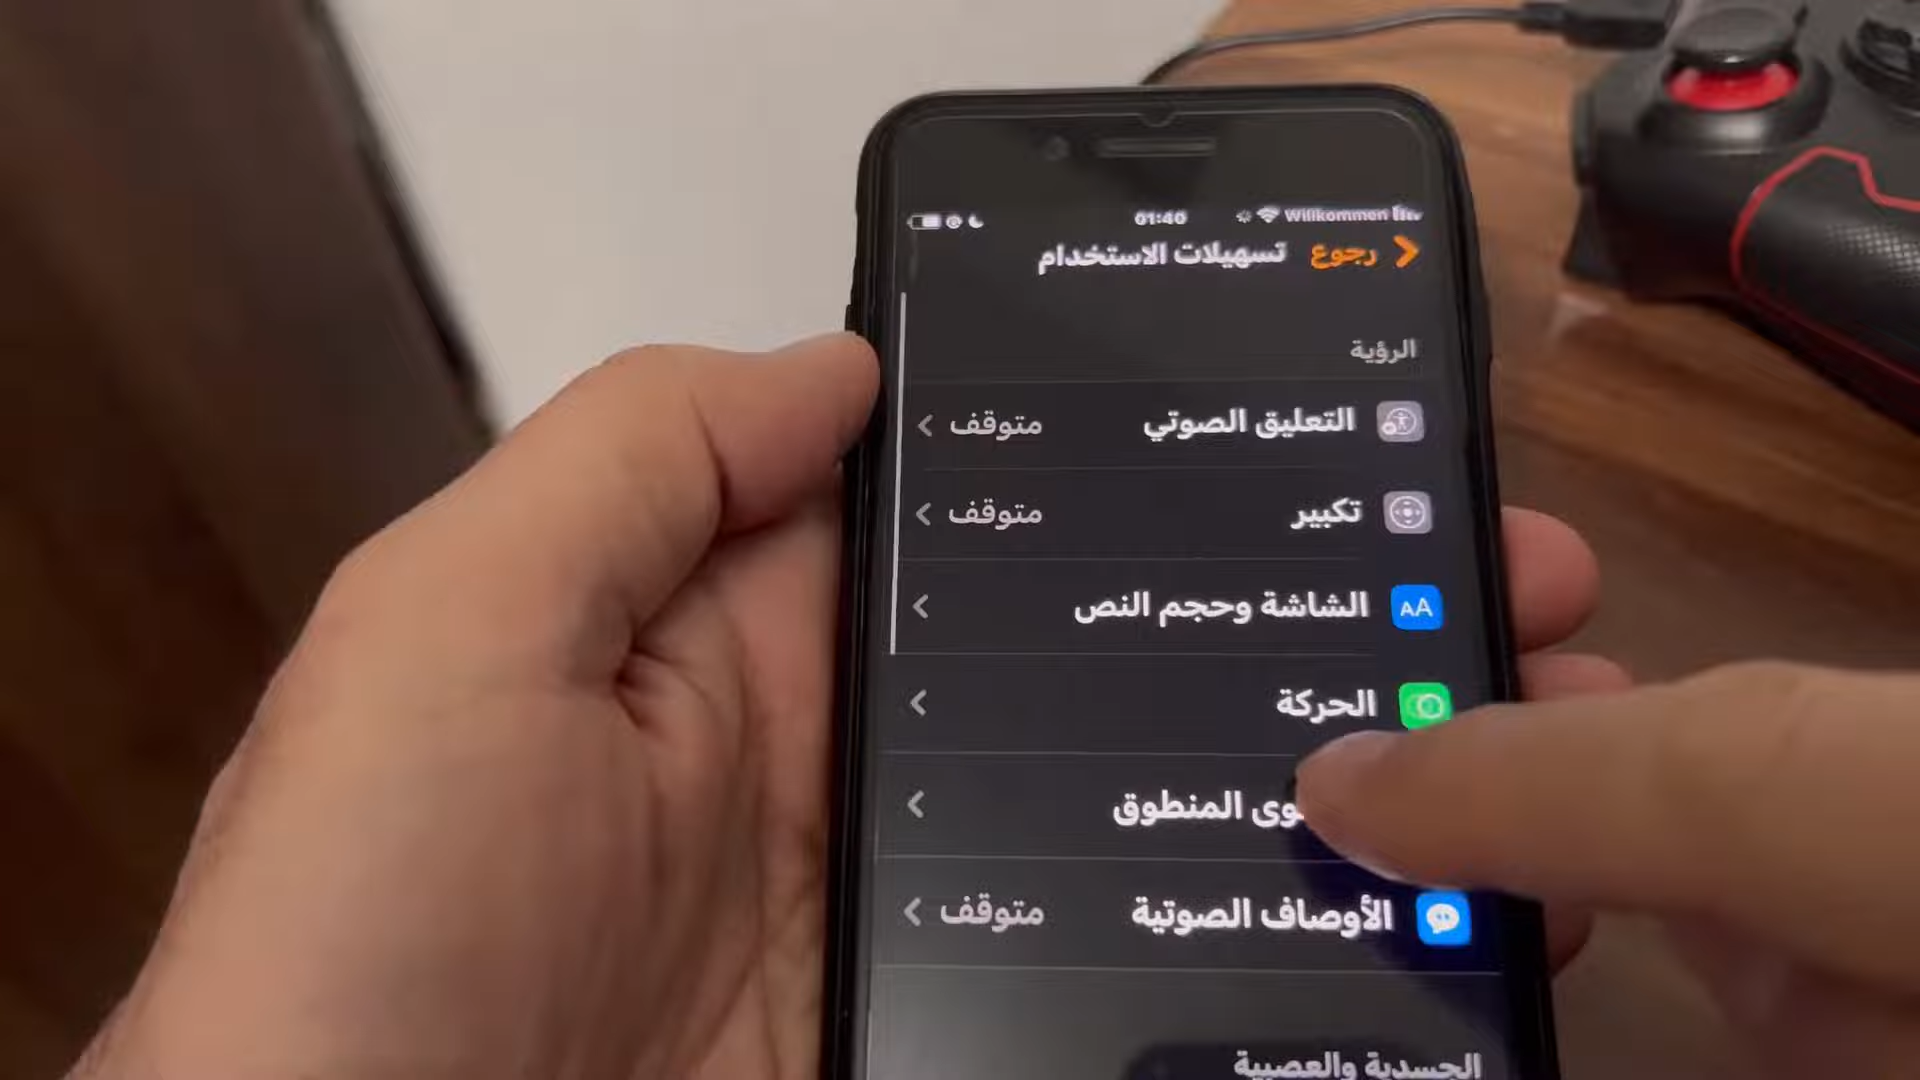 01:40 Willkommen
رجوع تسهيلات الاستخدام
الرؤية
التعليق الصوتي متوقف
تكبير متوقف
AA الشاشة وحجم النص
الحركة
المنطوق
الأوصاف الصوتية متوقف
الجسدية والعصبية